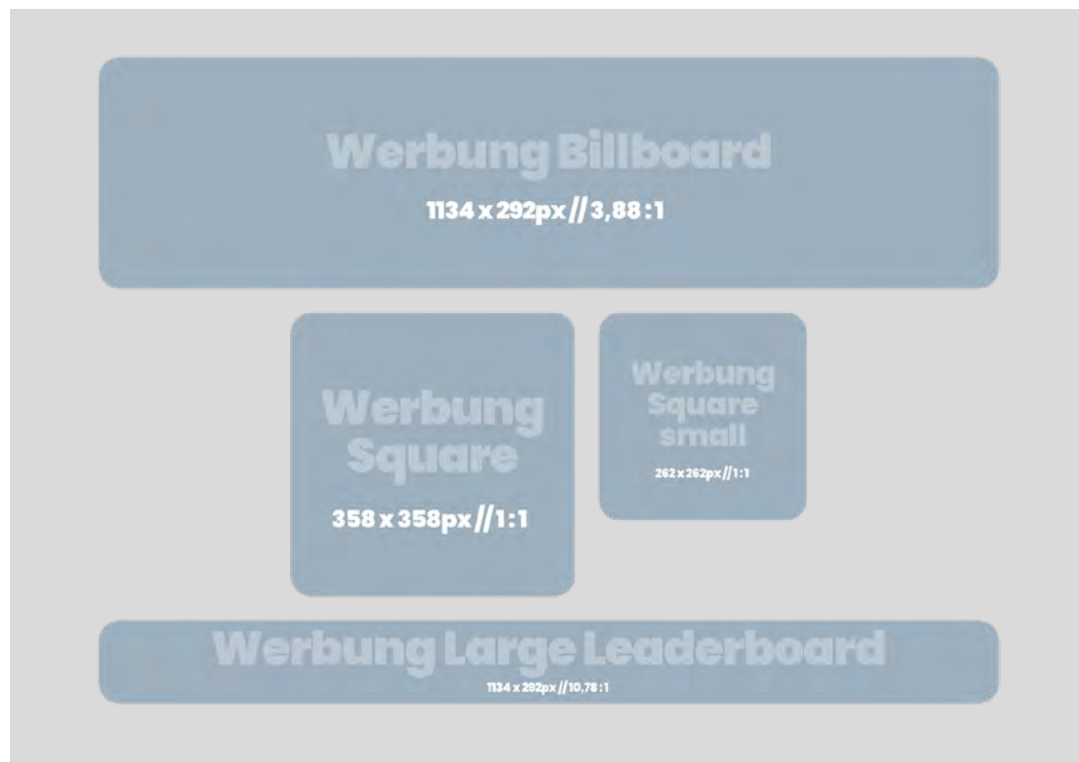 Werbung Billboard
1134 x 292px // 3,88 : 1
Werbung
Square
358 x 358px // 1 : 1
Werbung
Square
small
262 x 262px // 1 : 1
Werbung Large Leaderboard
1134 x 292px // 10,78 : 1